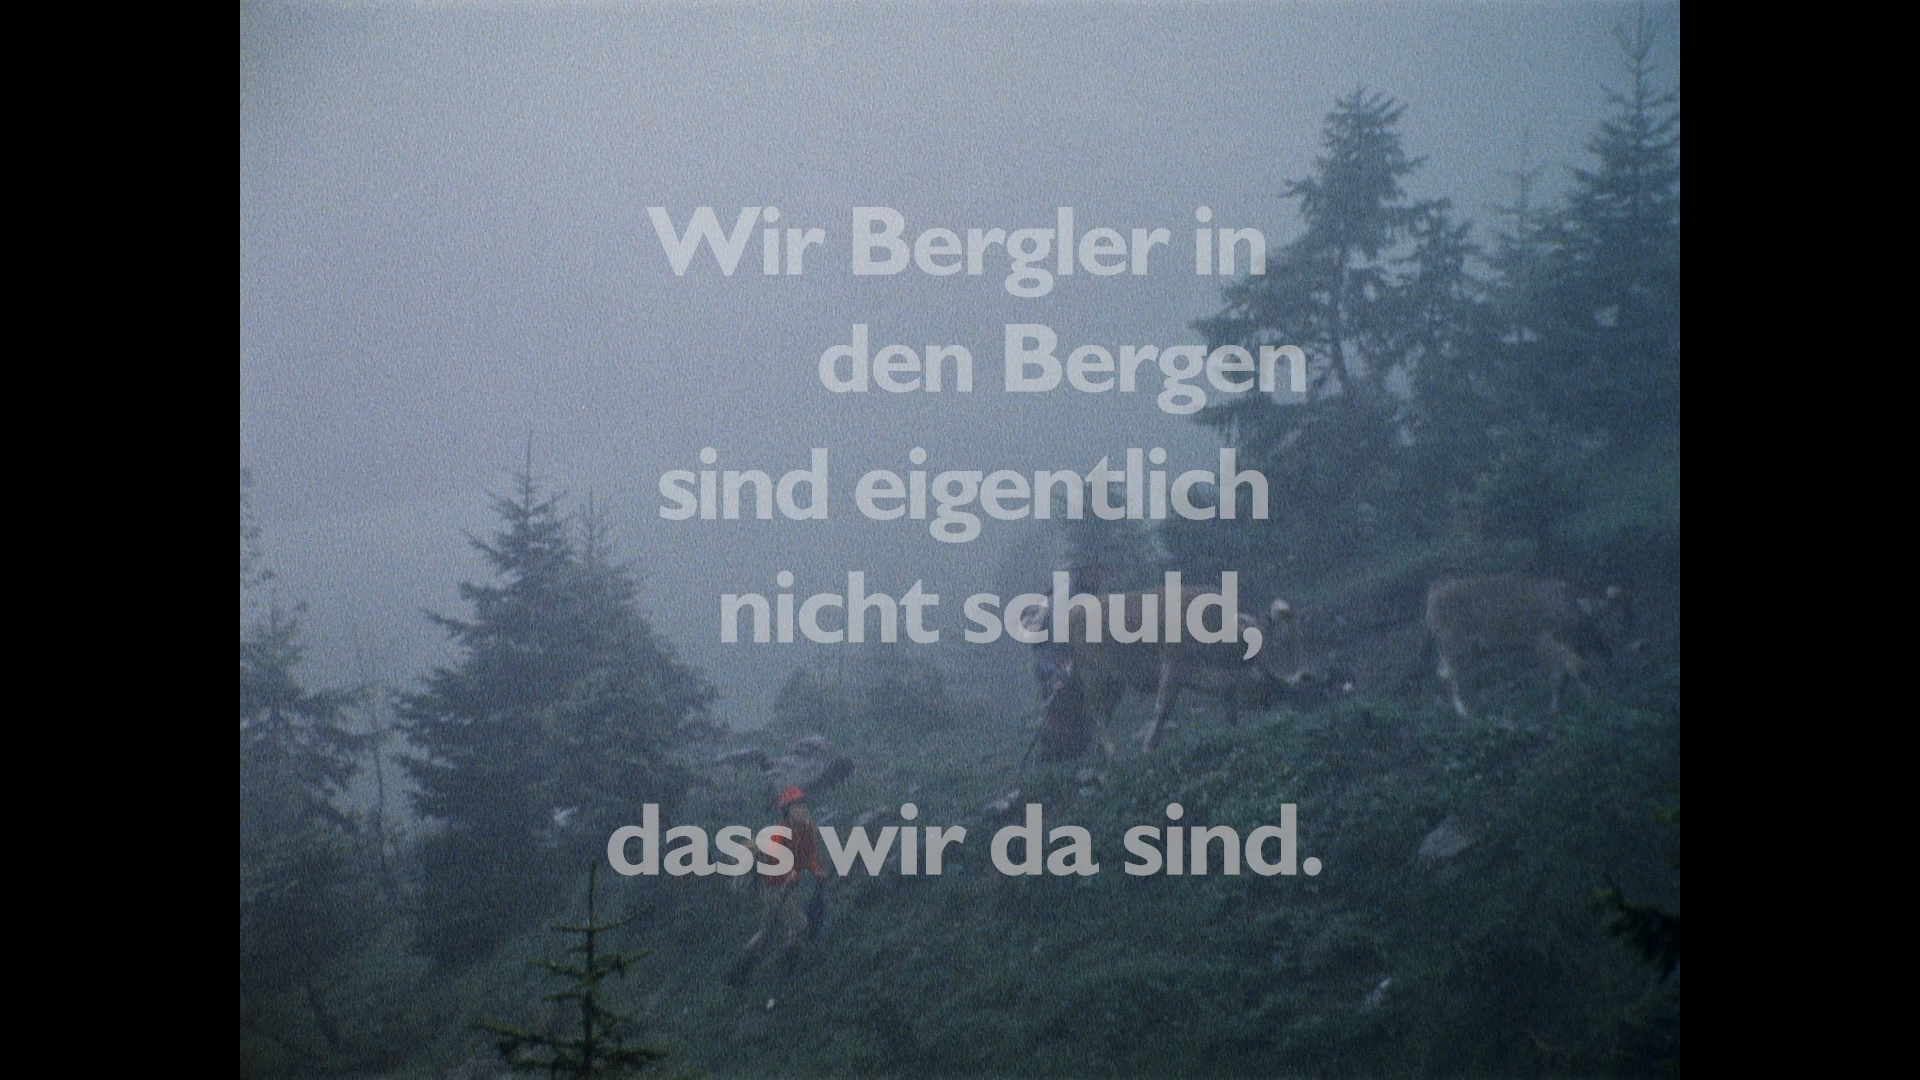 Wir Bergler in
den Bergen
sind eigentlich
nicht schuld,
dass wir da sind.